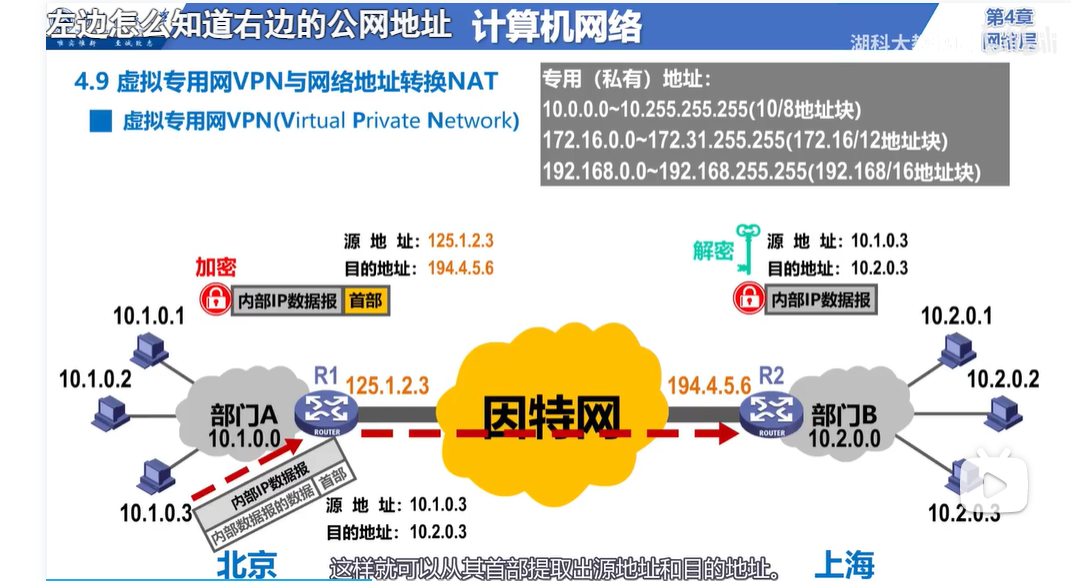 左边怎么知道右边的公网地址
计算机网络
第4章
网络层
4.9 虚拟专用网VPN与网络地址转换NAT
虚拟专用网VPN(Virtual Private Network)
专用（私有）地址：
10.0.0.0~10.255.255.255(10/8地址块)
172.16.0.0~172.31.255.255(172.16/12地址块)
192.168.0.0~192.168.255.255(192.168/16地址块)
源 地 址：125.1.2.3
目的地址：194.4.5.6
加密
内部IP数据报 首部
解密
源 地 址：10.1.0.3
目的地址：10.2.0.3
内部IP数据报
10.1.0.1
10.1.0.2
10.1.0.3
部门A
10.1.0.0
R1
ROUTER
125.1.2.3
因特网
194.4.5.6
R2
ROUTER
部门B
10.2.0.0
10.2.0.1
10.2.0.2
10.2.0.3
内部IP数据报
内部数据报的数据 首部
源 地 址：10.1.0.3
目的地址：10.2.0.3
北京
上海
这样就可以从其首部提取出源地址和目的地址。